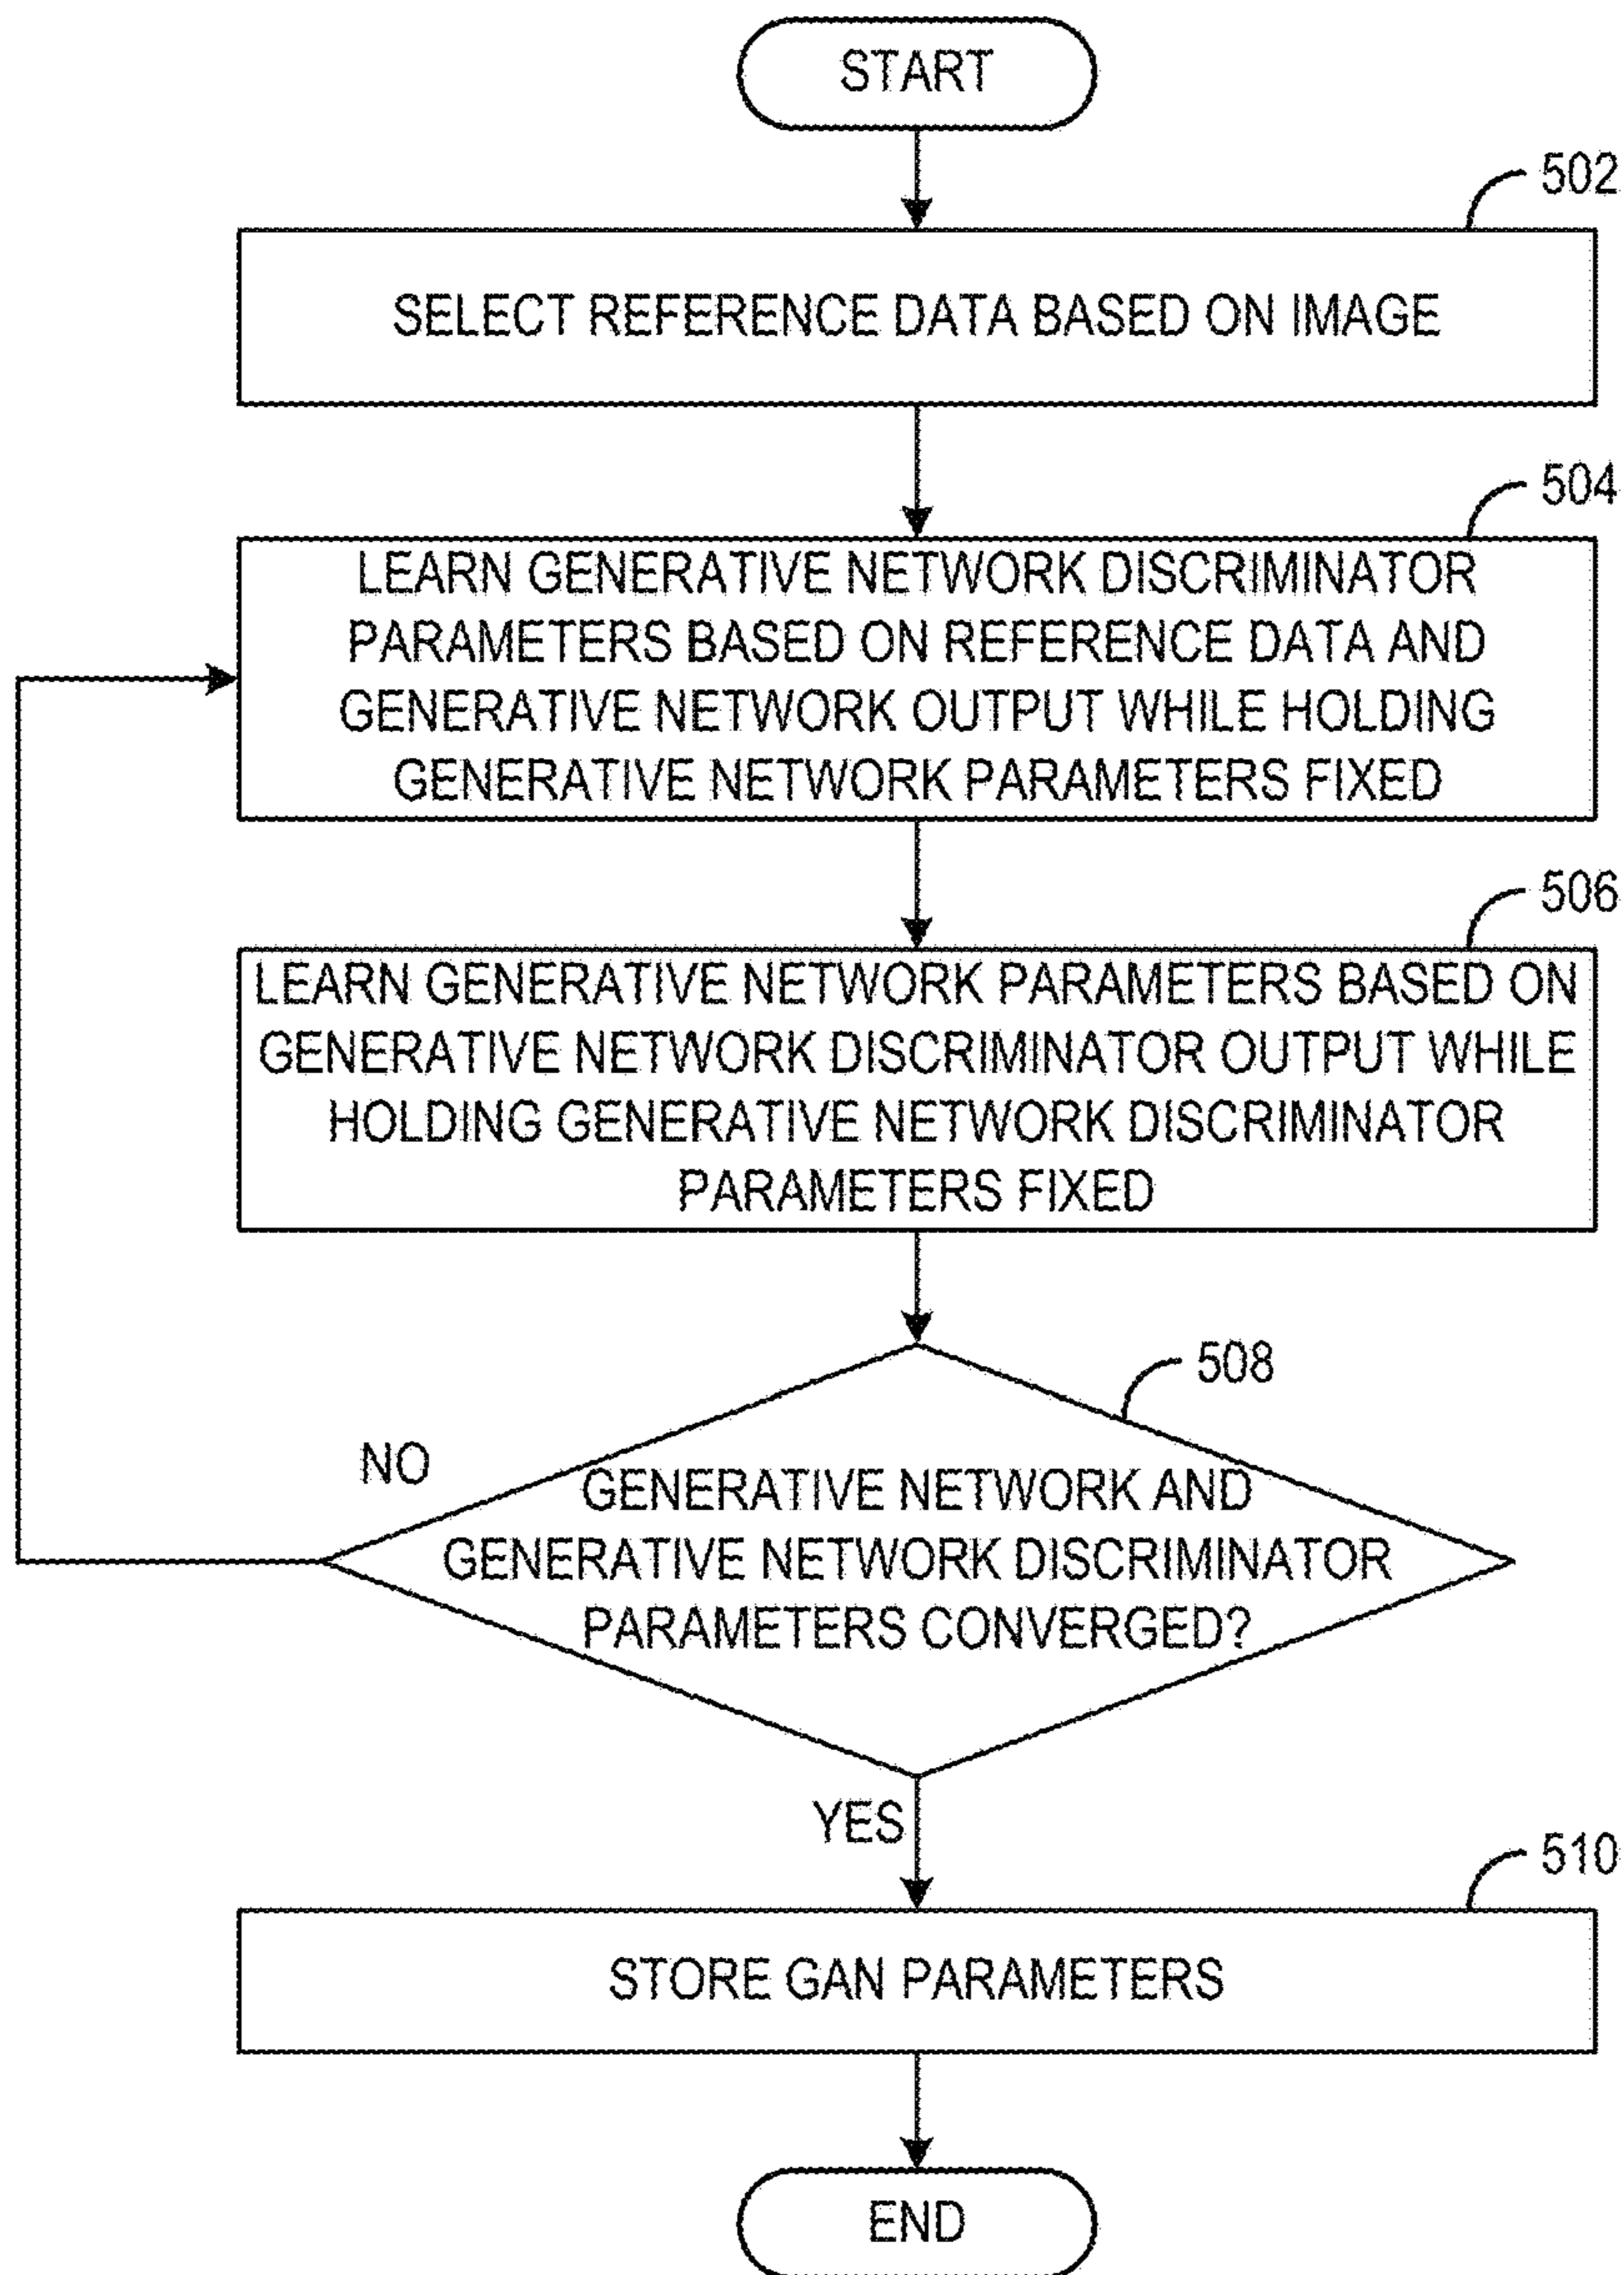 START
502
SELECT REFERENCE DATA BASED ON IMAGE
504
LEARN GENERATIVE NETWORK DISCRIMINATOR
PARAMETERS BASED ON REFERENCE DATA AND
GENERATIVE NETWORK OUTPUT WHILE HOLDING
GENERATIVE NETWORK PARAMETERS FIXED
506
LEARN GENERATIVE NETWORK PARAMETERS BASED ON
GENERATIVE NETWORK DISCRIMINATOR OUTPUT WHILE
HOLDING GENERATIVE NETWORK DISCRIMINATOR
PARAMETERS FIXED
508
NO
GENERATIVE NETWORK AND
GENERATIVE NETWORK DISCRIMINATOR
PARAMETERS CONVERGED?
YES
510
STORE GAN PARAMETERS
END